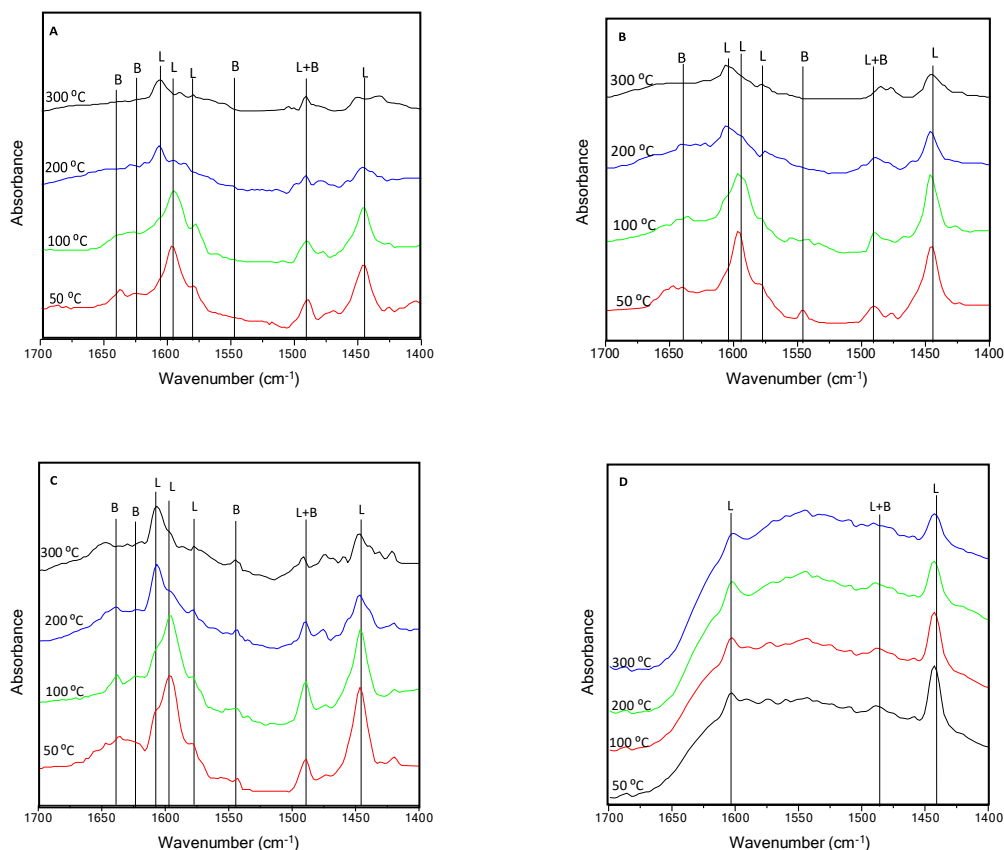 A
B B L L L B L+B L
300 °C
200 °C
100 °C
50 °C
Absorbance
1700 1650 1600 1550 1500 1450 1400
Wavenumber (cm-1)
B
B L L L B L+B L
300 °C
200 °C
100 °C
50 °C
Absorbance
1700 1650 1600 1550 1500 1450 1400
Wavenumber (cm-1)
C
B B L L L B L+B L
300 °C
200 °C
100 °C
50 °C
Absorbance
1700 1650 1600 1550 1500 1450 1400
Wavenumber (cm-1)
D
L L+B L
300 °C
200 °C
100 °C
50 °C
Absorbance
1700 1650 1600 1550 1500 1450 1400
Wavenumber (cm-1)